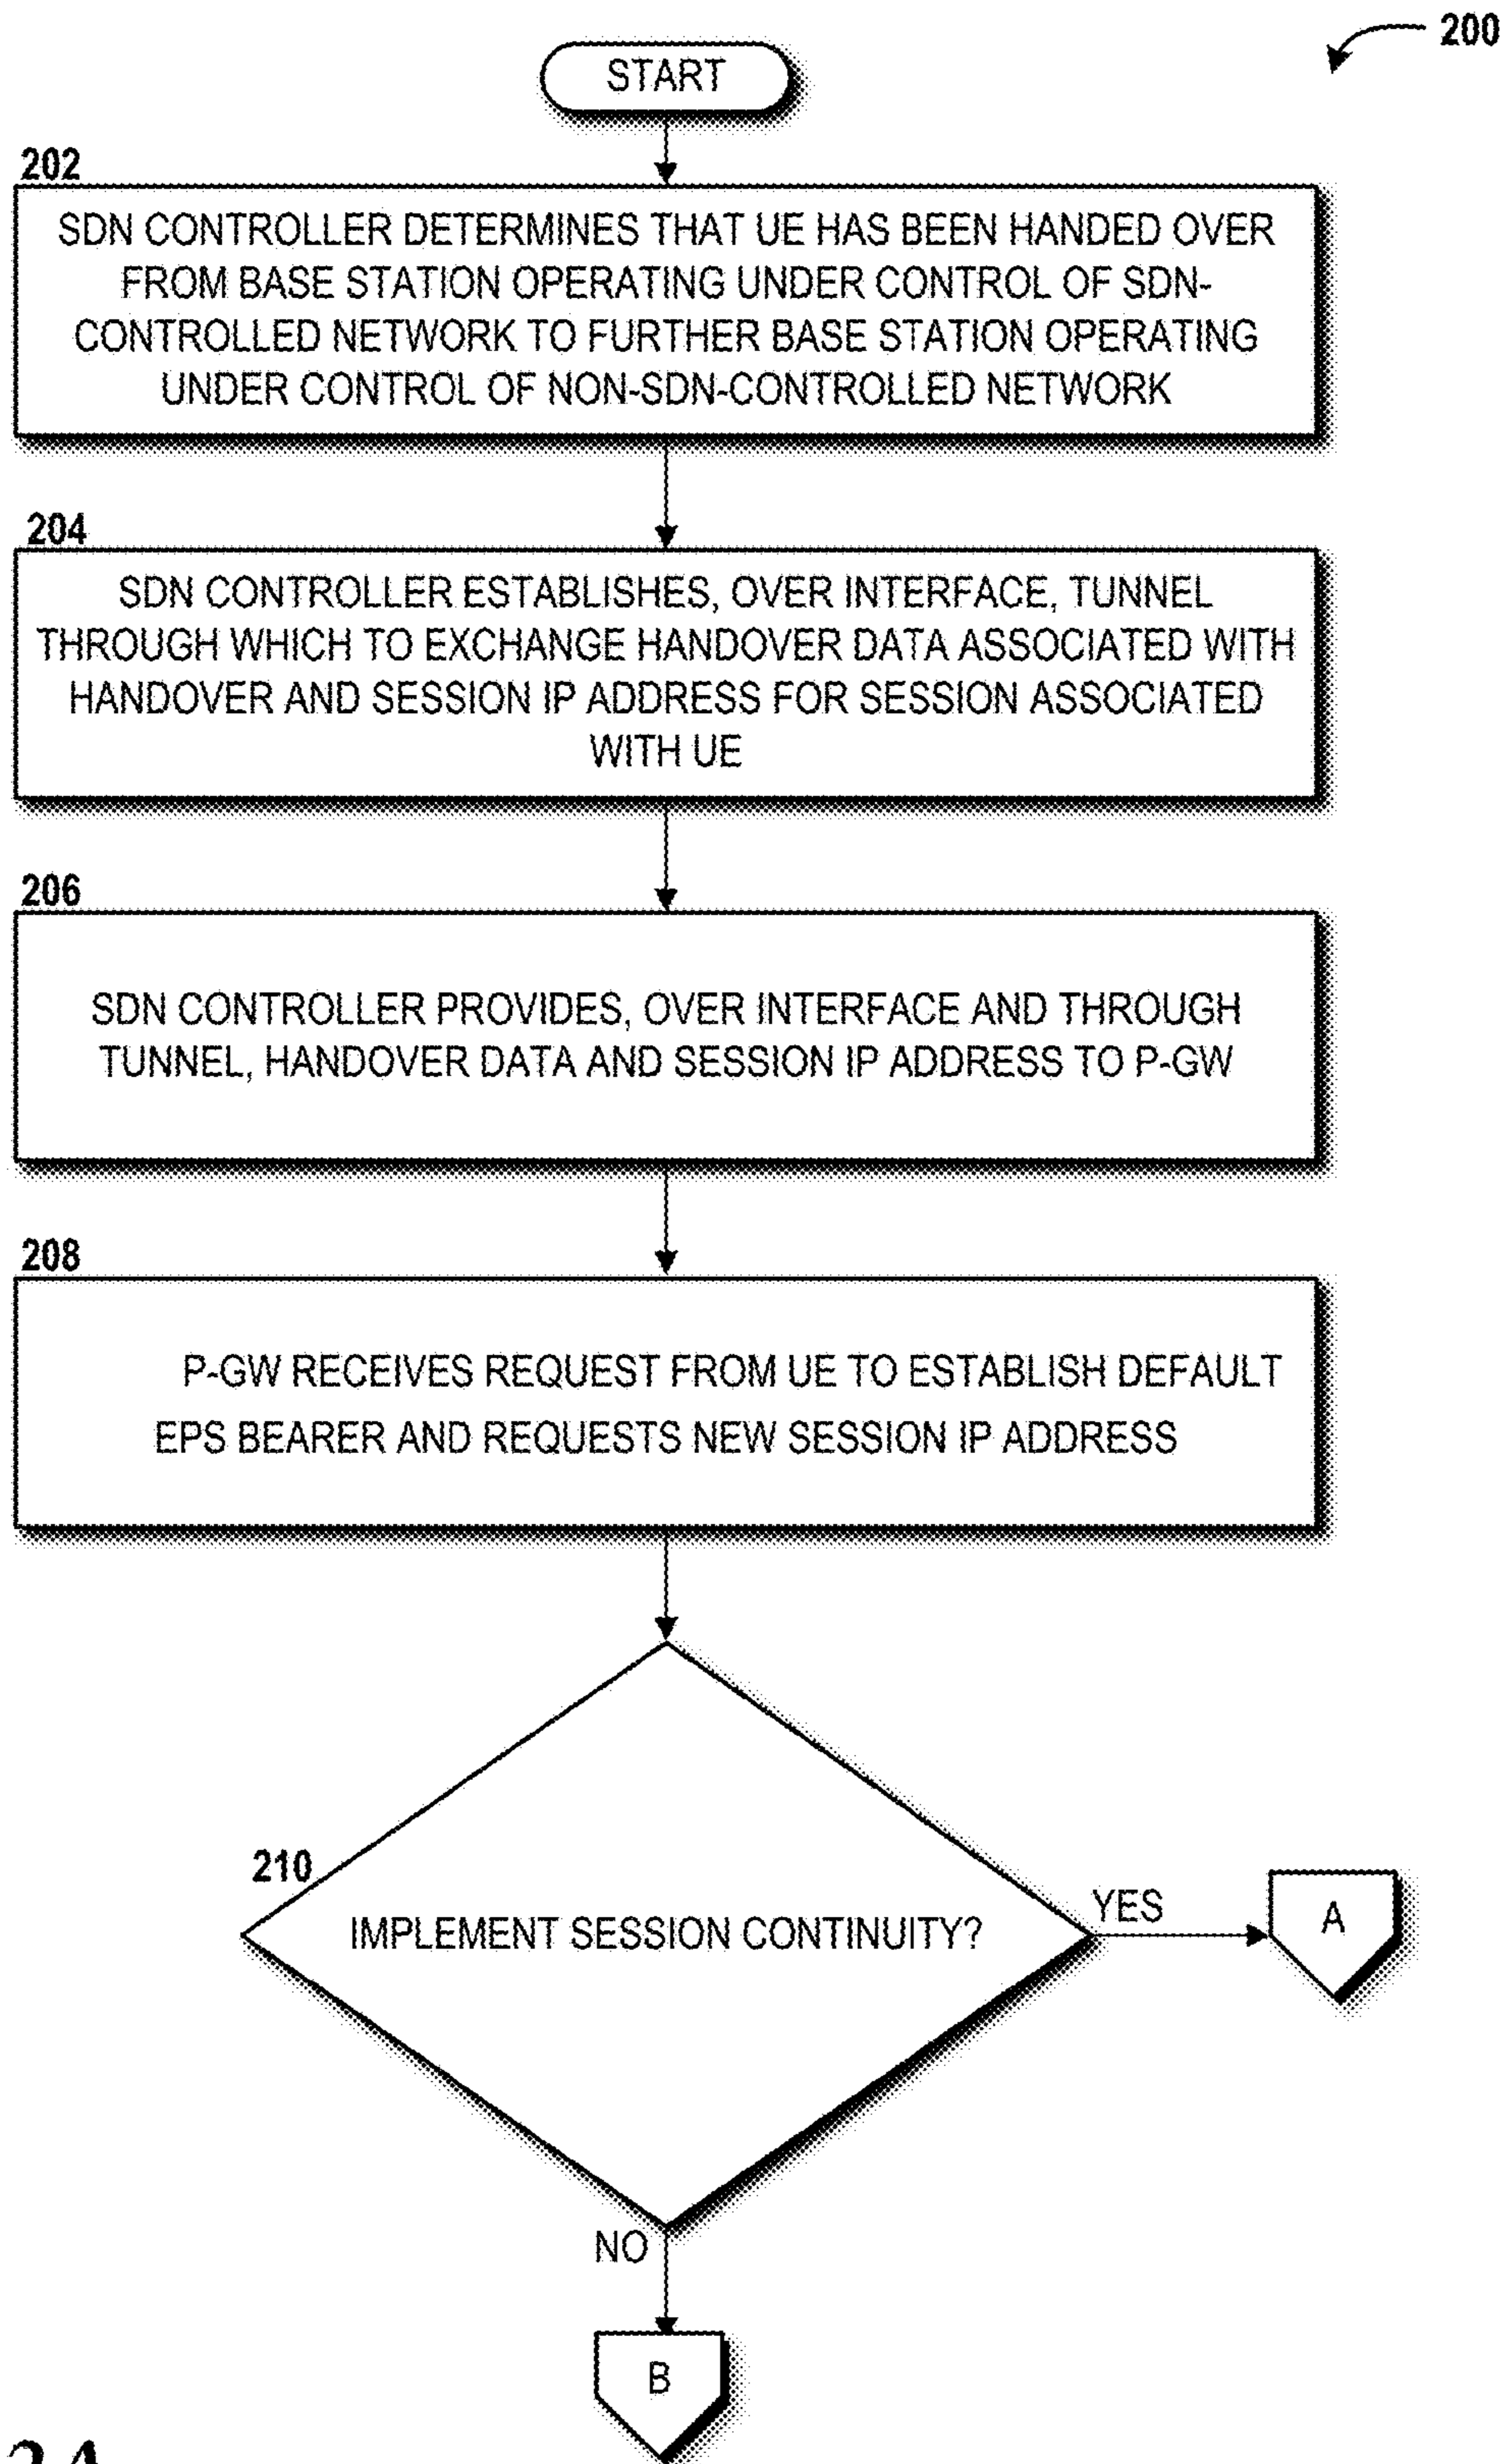 200
START
202
SDN CONTROLLER DETERMINES THAT UE HAS BEEN HANDED OVER
FROM BASE STATION OPERATING UNDER CONTROL OF SDN-
CONTROLLED NETWORK TO FURTHER BASE STATION OPERATING
UNDER CONTROL OF NON-SDN-CONTROLLED NETWORK
204
SDN CONTROLLER ESTABLISHES, OVER INTERFACE, TUNNEL
THROUGH WHICH TO EXCHANGE HANDOVER DATA ASSOCIATED WITH
HANDOVER AND SESSION IP ADDRESS FOR SESSION ASSOCIATED
WITH UE
206
SDN CONTROLLER PROVIDES, OVER INTERFACE AND THROUGH
TUNNEL, HANDOVER DATA AND SESSION IP ADDRESS TO P-GW
208
P-GW RECEIVES REQUEST FROM UE TO ESTABLISH DEFAULT
EPS BEARER AND REQUESTS NEW SESSION IP ADDRESS
210
IMPLEMENT SESSION CONTINUITY?
YES
A
NO
B